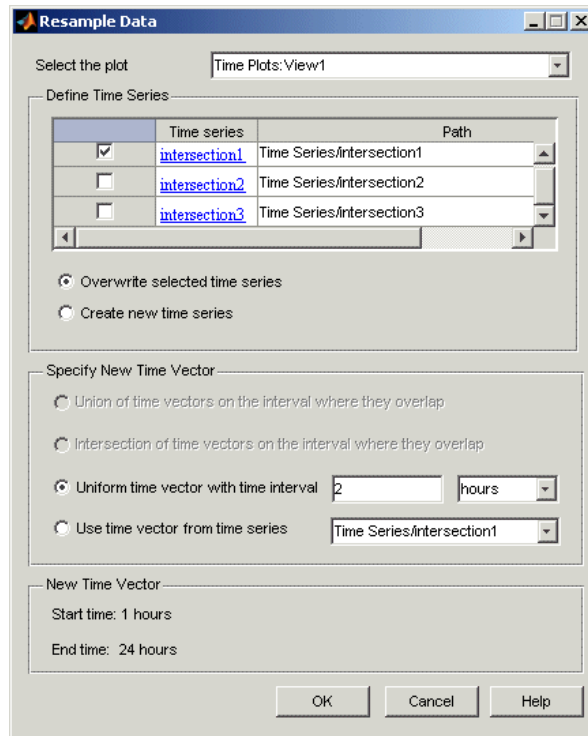 Resample Data
Select the plot Time Plots:View1
Define Time Series
Time series Path
intersection1 Time Series/intersection1
intersection2 Time Series/intersection2
intersection3 Time Series/intersection3
Overwrite selected time series
Create new time series
Specify New Time Vector
Union of time vectors on the interval where they overlap
Intersection of time vectors on the interval where they overlap
Uniform time vector with time interval 2 hours
Use time vector from time series Time Series/intersection1
New Time Vector
Start time: 1 hours
End time: 24 hours
OK Cancel Help